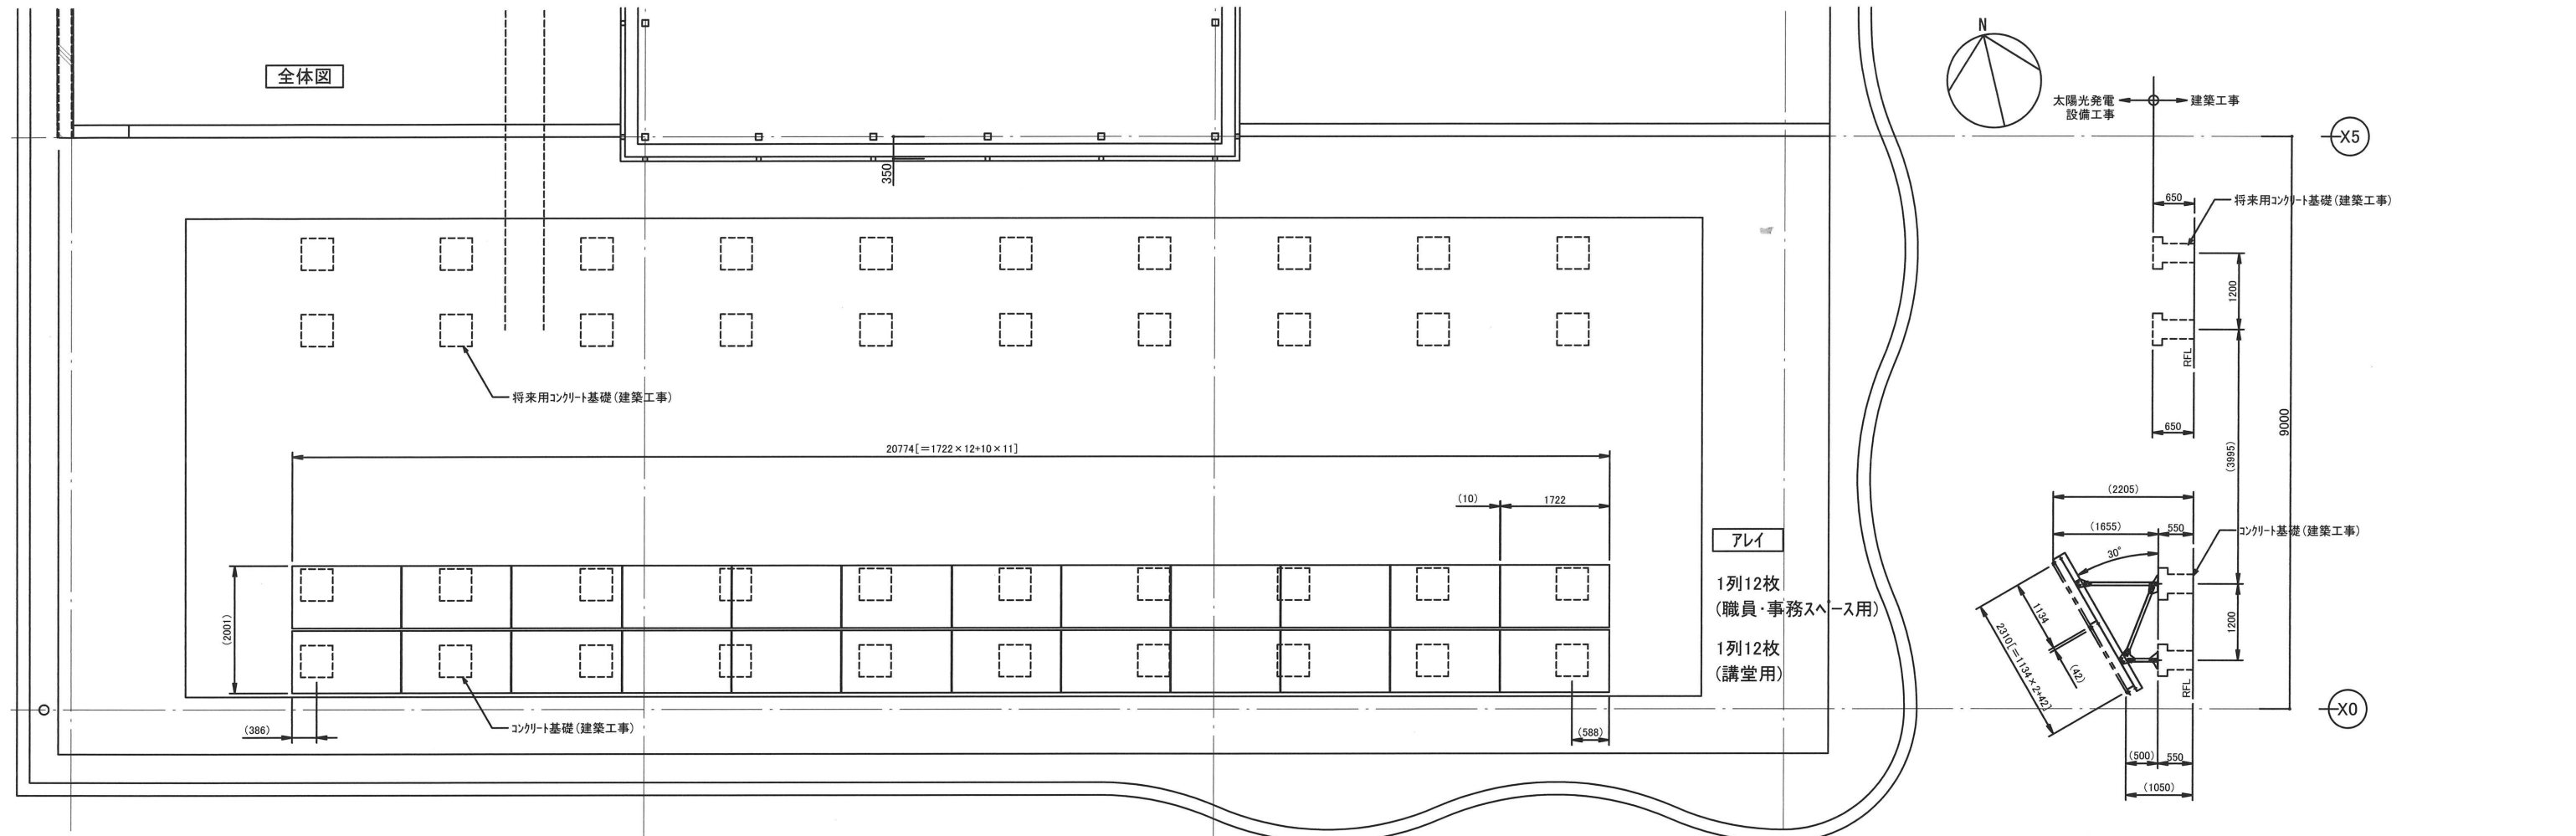 全体図
N
太陽光発電
設備工事
建築工事
X5
350
650
将来用コンクリート基礎(建築工事)
1200
RFL
650
将来用コンクリート基礎(建築工事)
9000
(3995)
20774[=1722×12+10×11]
(10)
1722
(2205)
(1655)
550
コンクリート基礎(建築工事)
30°
アレイ
1列12枚
(職員・事務スペース用)
1列12枚
(講堂用)
(2001)
1134
2310[=1134×2+42]
(42)
1200
RFL
X0
(386)
コンクリート基礎(建築工事)
(588)
(500)
550
(1050)